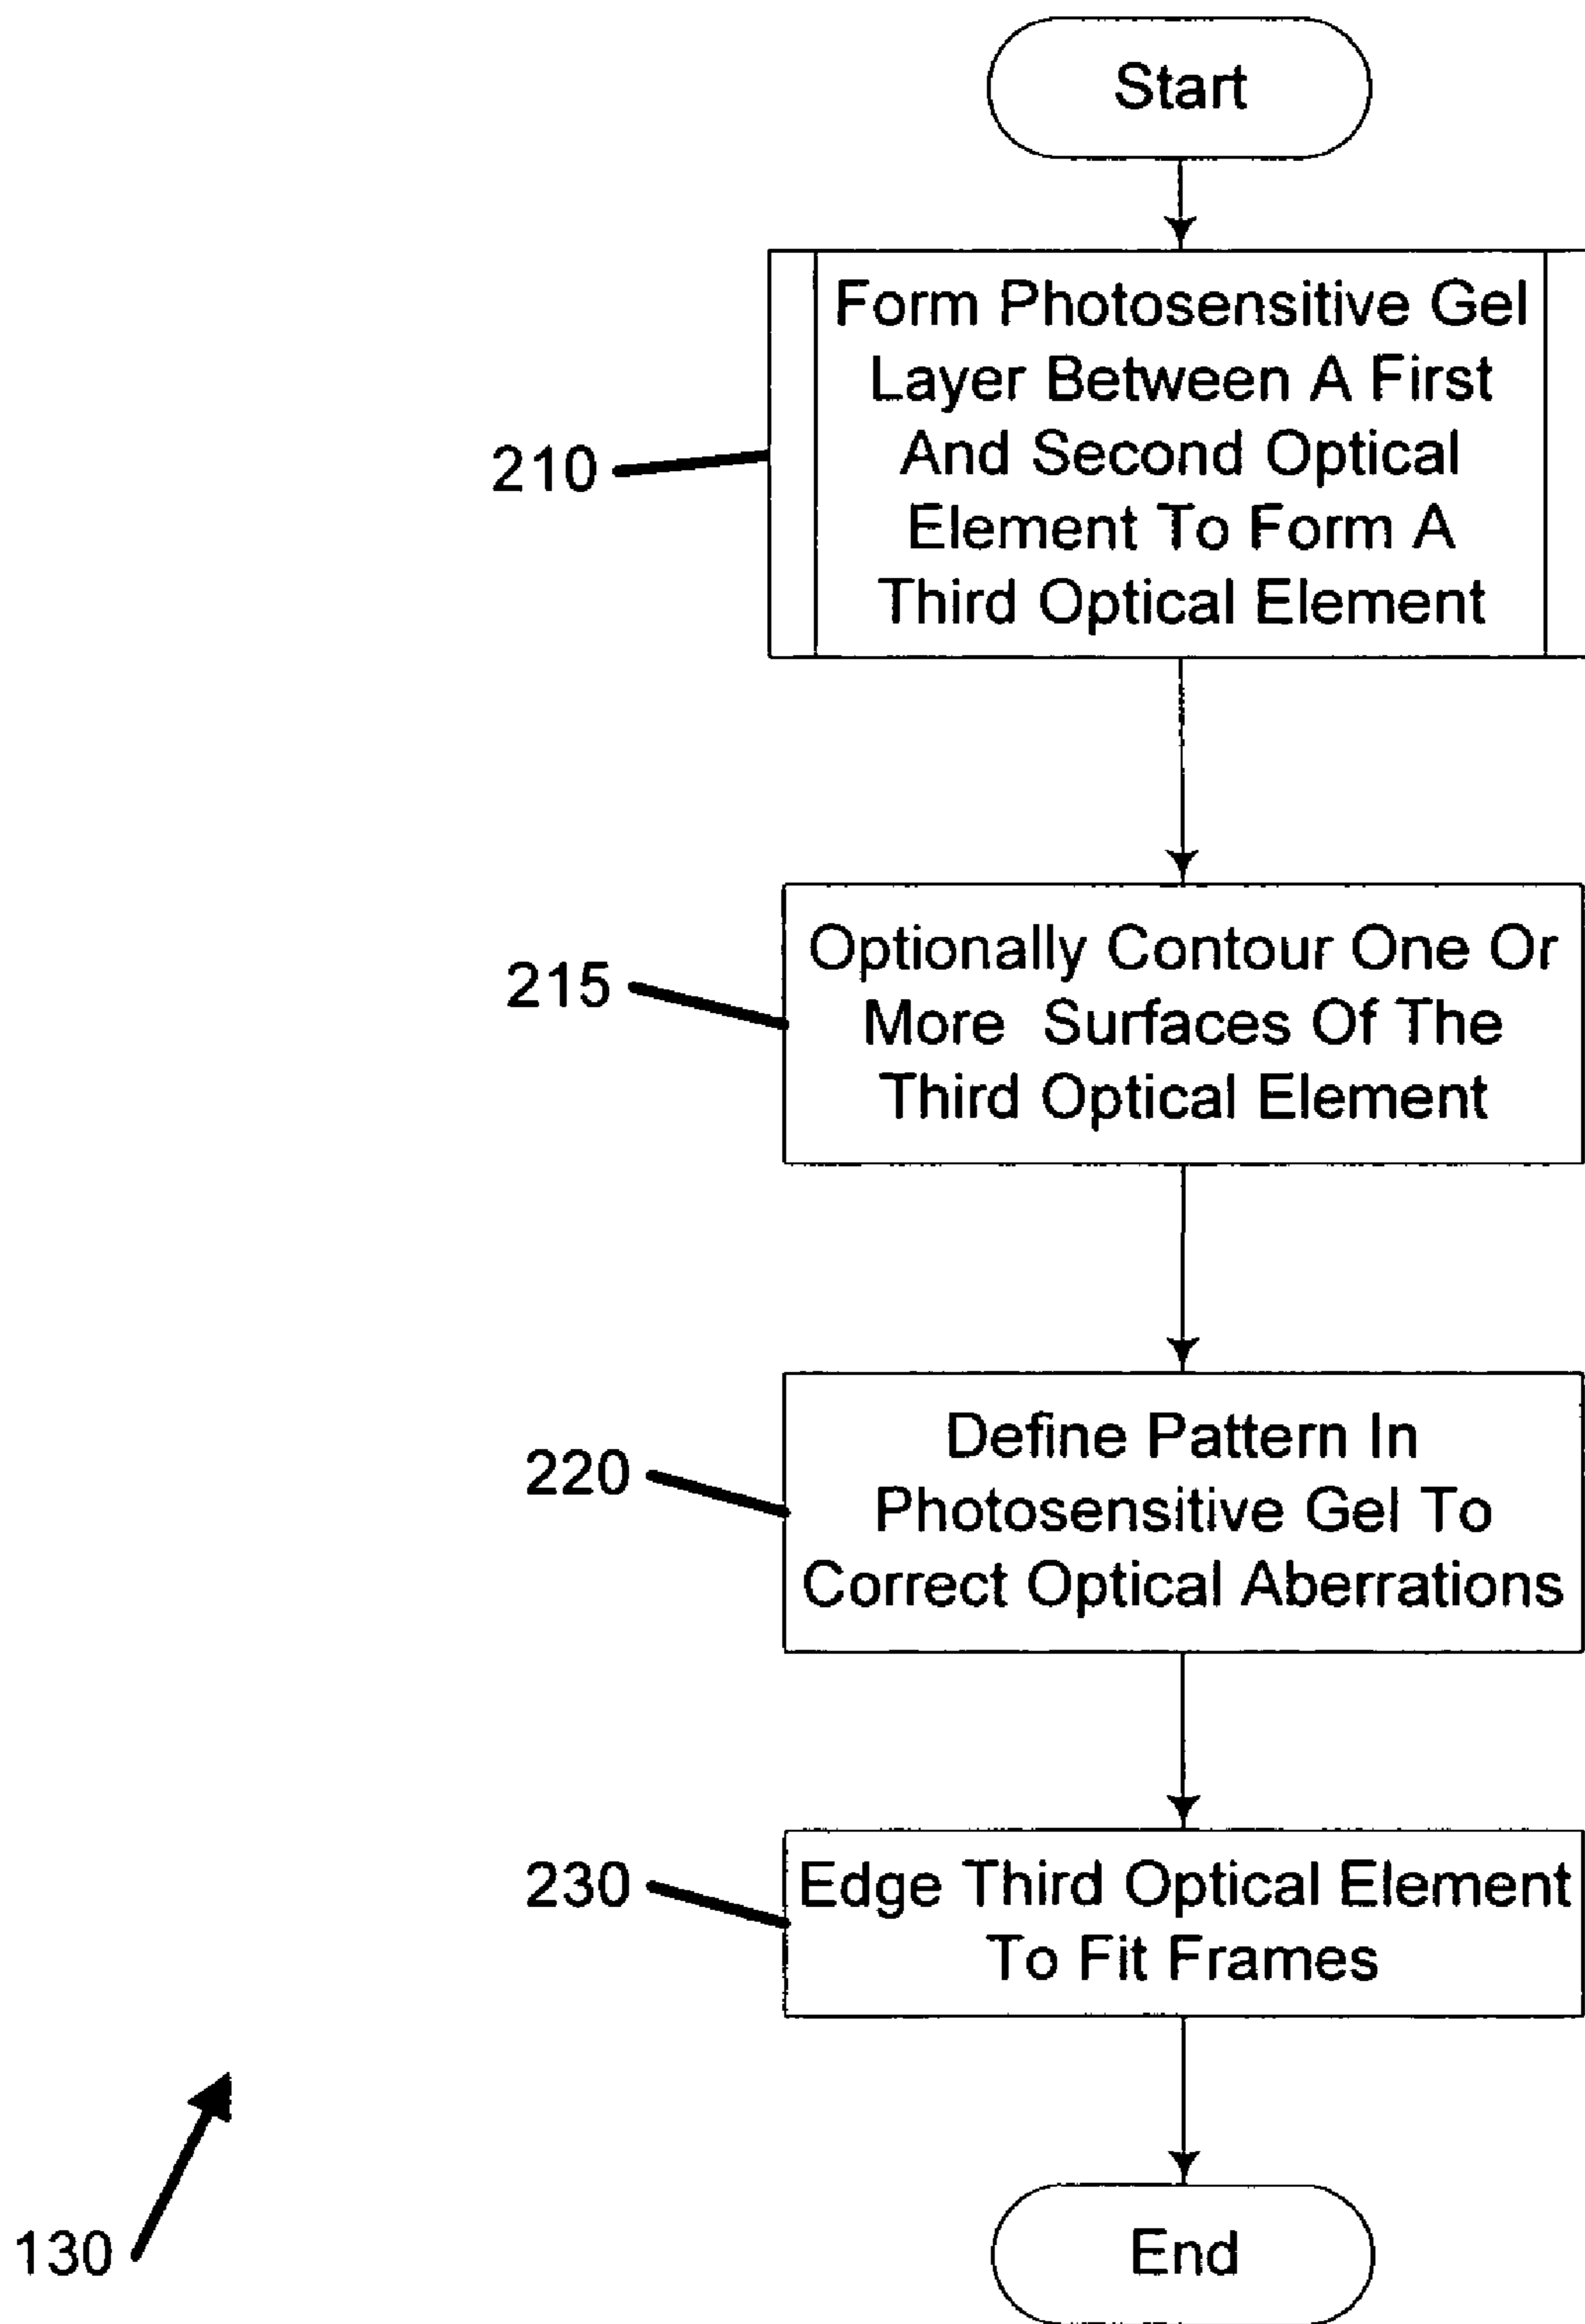 Start
Form Photosensitive Gel
Layer Between A First
And Second Optical
Element To Form A
Third Optical Element
210
Optionally Contour One Or
More Surfaces Of The
Third Optical Element
215
Define Pattern In
Photosensitive Gel To
Correct Optical Aberrations
220
Edge Third Optical Element
To Fit Frames
230
End
130